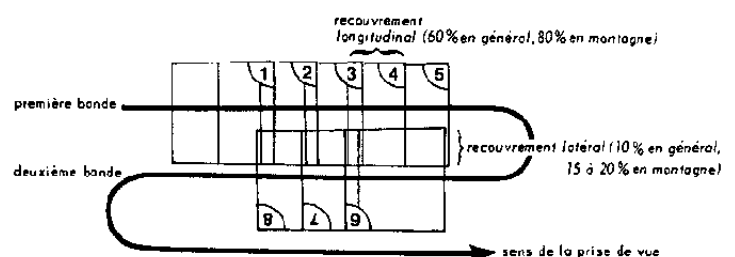 recouvrement
longitudinal (60% en général, 80% en montagne)
1 2 3 4 5
première bande
recouvrement latéral (10% en général,
15 à 20% en montagne)
deuxième bande
8 7 6
sens de la prise de vue